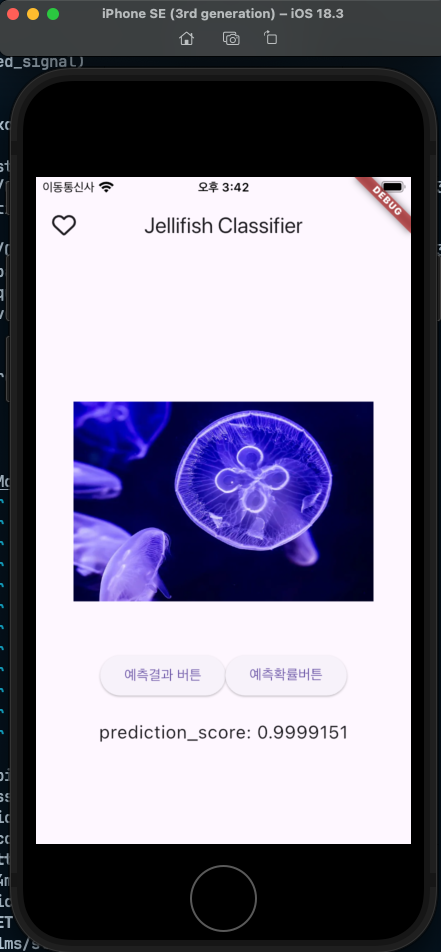 iPhone SE (3rd generation) – iOS 18.3
ed_signal)
이동통신사
오후 3:42
DEBUG
Jellifish Classifier
예측결과 버튼
예측확률버튼
prediction_score: 0.9999151